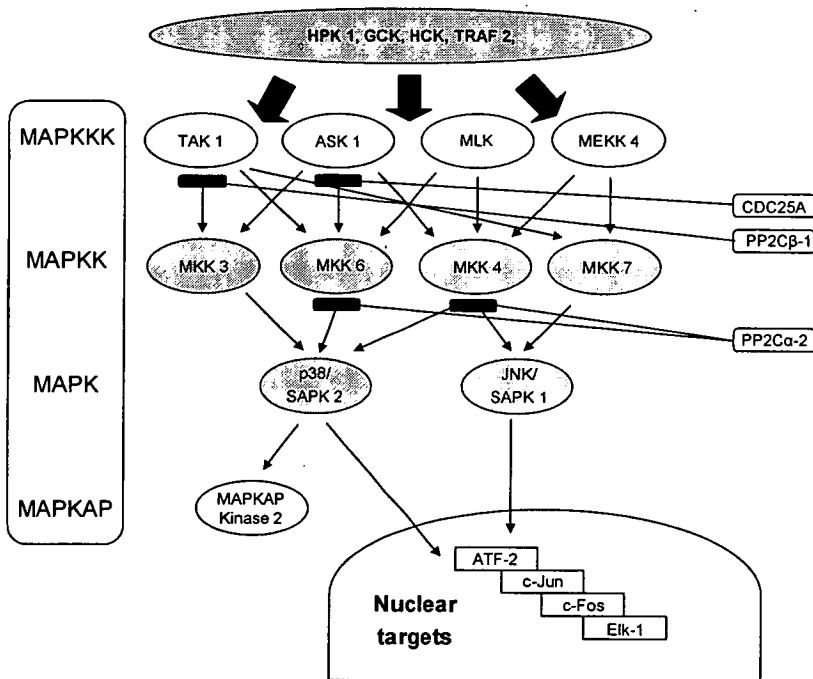 HPK 1, GCK, HCK, TRAF 2,
MAPKKK
TAK 1
ASK 1
MLK
MEKK 4
CDC25A
PP2Cβ-1
MAPKK
MKK 3
MKK 6
MKK 4
MKK 7
PP2Cα-2
MAPK
p38/
SAPK 2
JNK/
SAPK 1
MAPKAP
MAPKAP
Kinase 2
ATF-2
c-Jun
c-Fos
Elk-1
Nuclear
targets